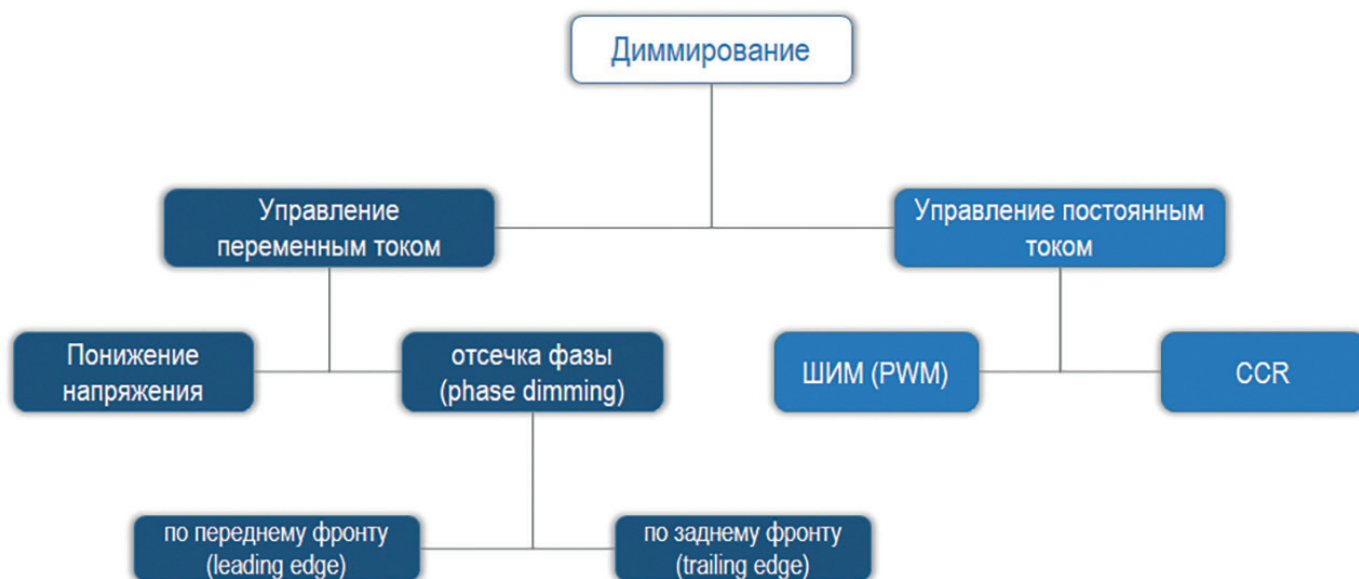 Диммирование
Управление
переменным током
Управление постоянным
током
Понижение
напряжения
отсечка фазы
(phase dimming)
ШИМ (PWM)
CCR
по переднему фронту
(leading edge)
по заднему фронту
(trailing edge)